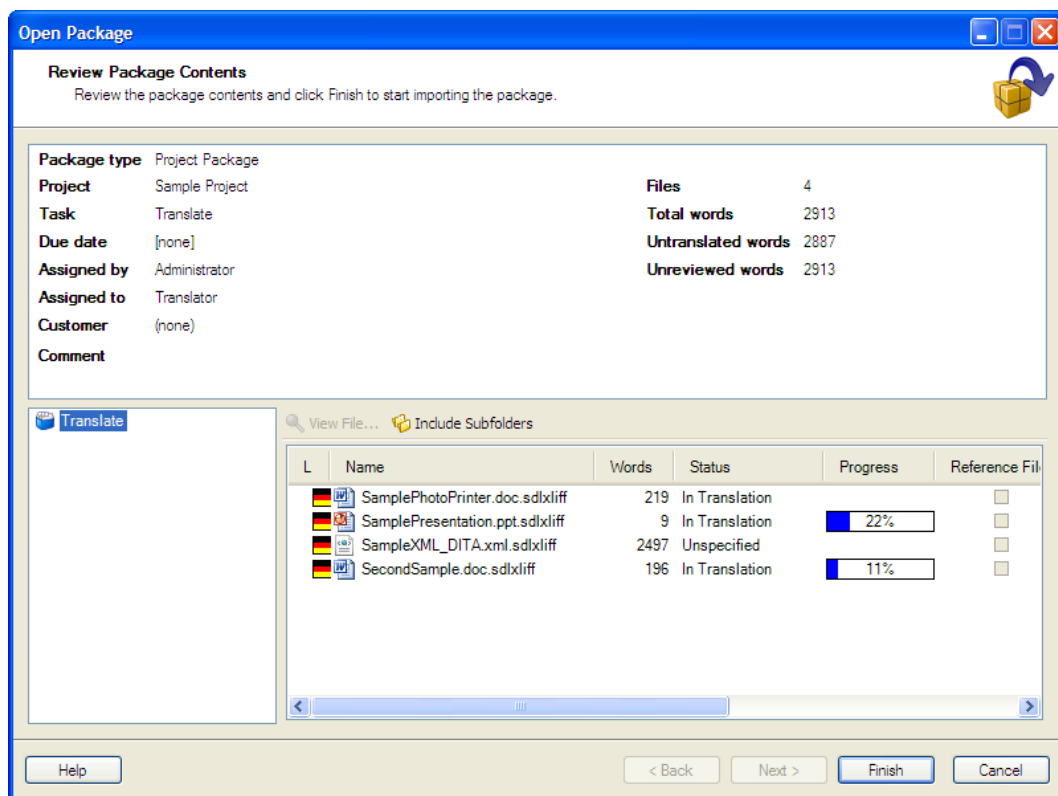 Open Package
Review Package Contents
Review the package contents and click Finish to start importing the package.
Package type Project Package
Project Sample Project Files 4
Task Translate Total words 2913
Due date [none] Untranslated words 2887
Assigned by Administrator Unreviewed words 2913
Assigned to Translator
Customer (none)
Comment
Translate
View File... Include Subfolders
L Name Words Status Progress Reference Fil
SamplePhotoPrinter.doc.sdlxliff 219 In Translation
SamplePresentation.ppt.sdlxliff 9 In Translation 22%
SampleXML_DITA.xml.sdlxliff 2497 Unspecified
SecondSample.doc.sdlxliff 196 In Translation 11%
Help < Back Next > Finish Cancel